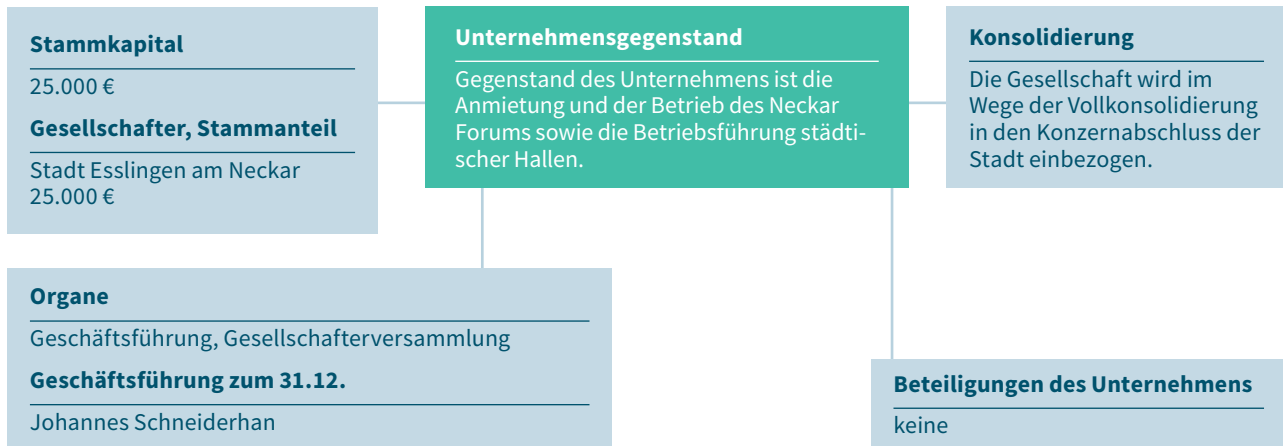 Stammkapital
25.000 €
Gesellschafter, Stammanteil
Stadt Esslingen am Neckar
25.000 €
Unternehmensgegenstand
Gegenstand des Unternehmens ist die
Anmietung und der Betrieb des Neckar
Forums sowie die Betriebsführung städti-
scher Hallen.
Konsolidierung
Die Gesellschaft wird im
Wege der Vollkonsolidierung
in den Konzernabschluss der
Stadt einbezogen.
Organe
Geschäftsführung, Gesellschafterversammlung
Geschäftsführung zum 31.12.
Johannes Schneiderhan
Beteiligungen des Unternehmens
keine